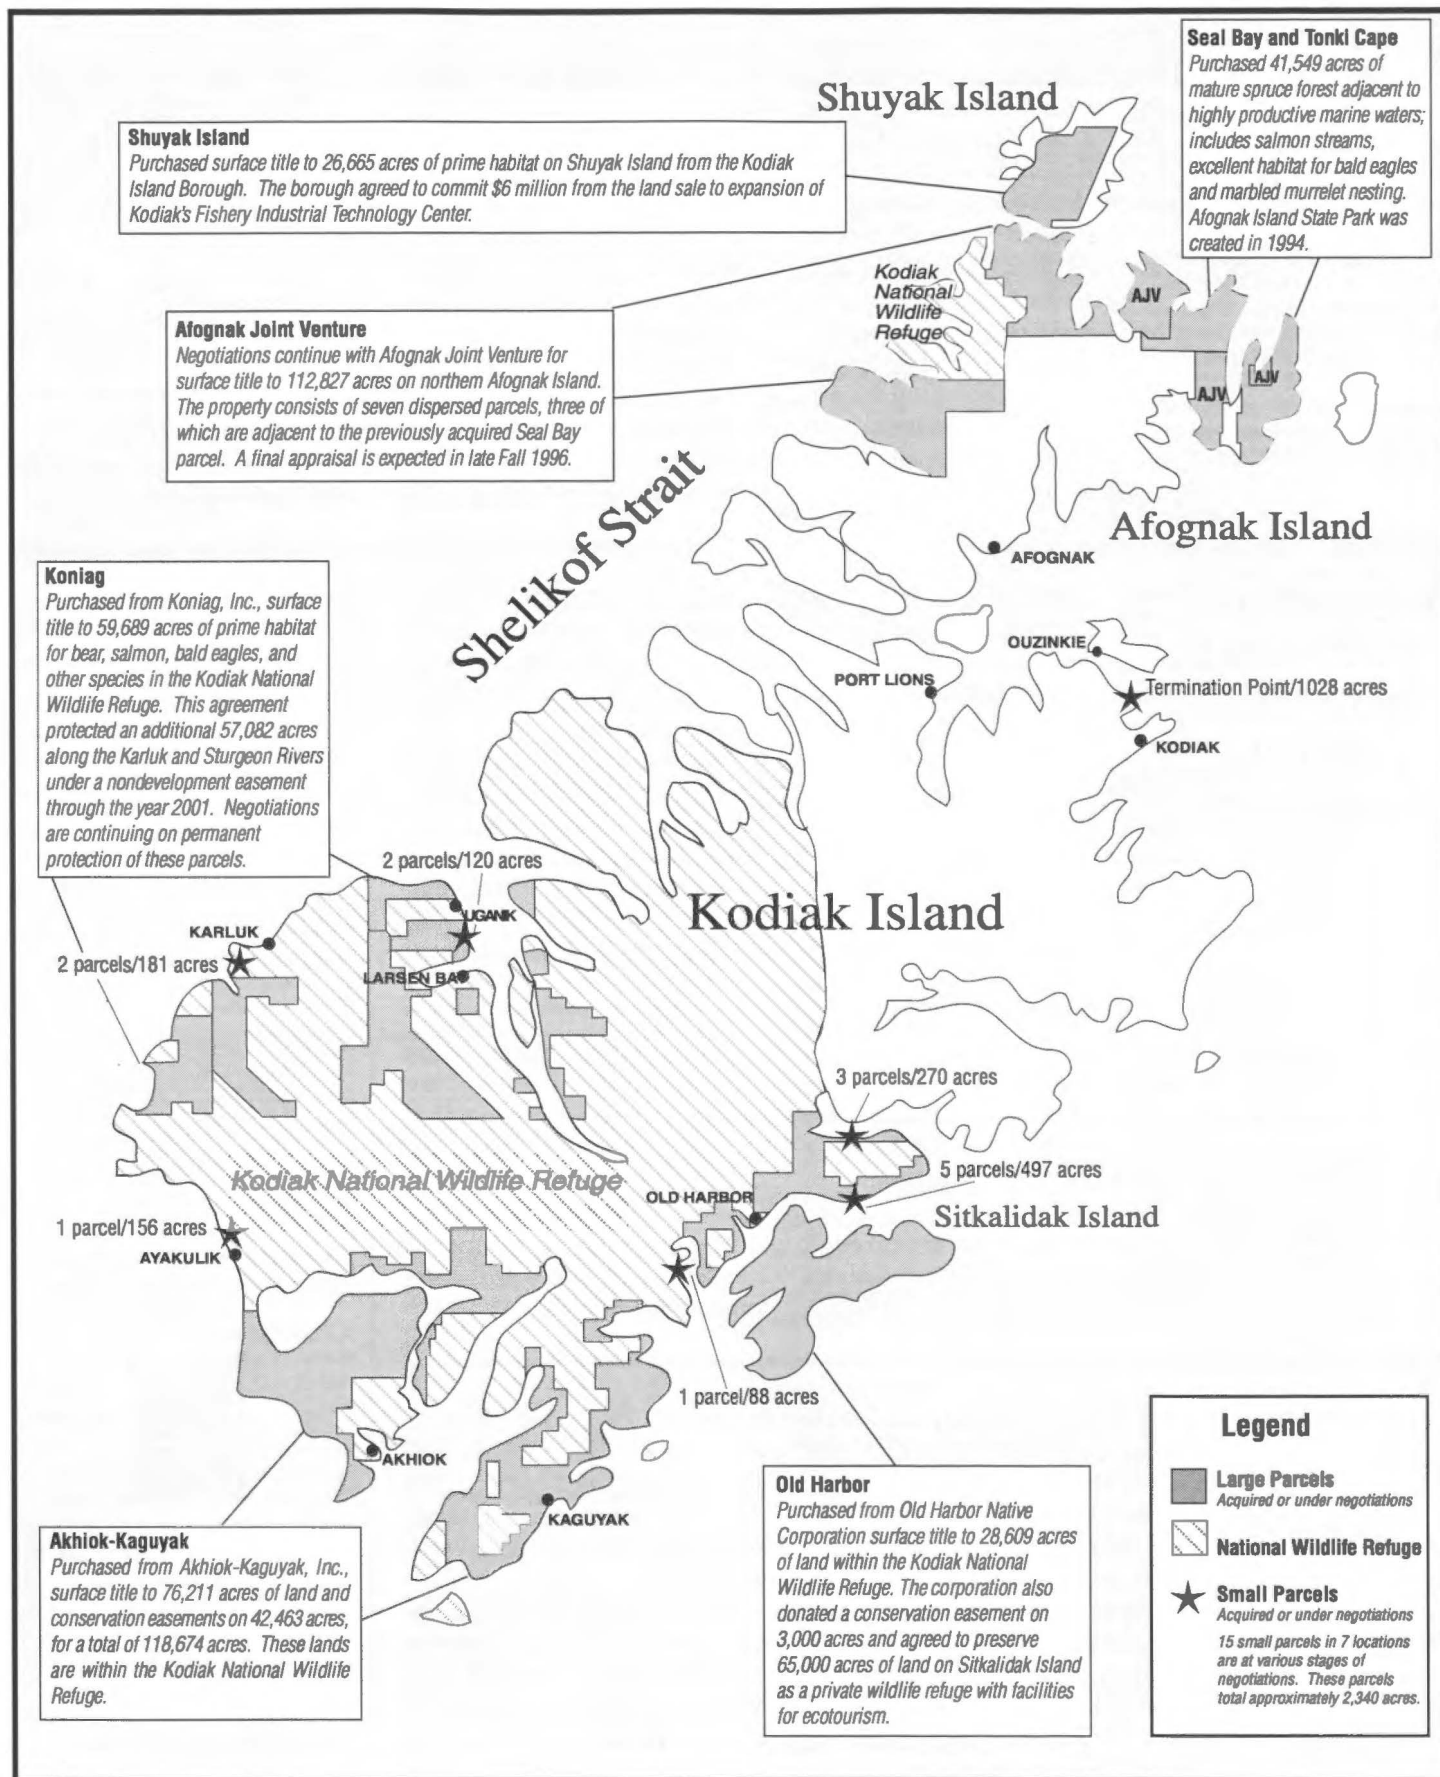 Shuyak Island
Seal Bay and Tonki Cape
Purchased 41,549 acres of
mature spruce forest adjacent to
highly productive marine waters;
includes salmon streams,
excellent habitat for bald eagles
and marbled murrelet nesting.
Afognak Island State Park was
created in 1994.
Shuyak Island
Purchased surface title to 26,665 acres of prime habitat on Shuyak Island from the Kodiak
Island Borough. The borough agreed to commit $6 million from the land sale to expansion of
Kodiak's Fishery Industrial Technology Center.
Kodiak
National
Wildlife
Refuge
AJV
AJV
AJV
Afognak Joint Venture
Negotiations continue with Afognak Joint Venture for
surface title to 112,827 acres on northern Afognak Island.
The property consists of seven dispersed parcels, three of
which are adjacent to the previously acquired Seal Bay
parcel. A final appraisal is expected in late Fall 1996.
Shelikof Strait
Afognak Island
AFOGNAK
Koniag
Purchased from Koniag, Inc., surface
title to 59,689 acres of prime habitat
for bear, salmon, bald eagles, and
other species in the Kodiak National
Wildlife Refuge. This agreement
protected an additional 57,082 acres
along the Karluk and Sturgeon Rivers
under a nondevelopment easement
through the year 2001. Negotiations
are continuing on permanent
protection of these parcels.
OUZINKIE
PORT LIONS
Termination Point/1028 acres
KODIAK
2 parcels/120 acres
UGANIK
Kodiak Island
KARLUK
2 parcels/181 acres
LARSEN BA
3 parcels/270 acres
Kodiak National Wildlife Refuge
5 parcels/497 acres
OLD HARBOR
Sitkalidak Island
1 parcel/156 acres
AYAKULIK
1 parcel/88 acres
AKHIOK
KAGUYAK
Akhiok-Kaguyak
Purchased from Akhiok-Kaguyak, Inc.,
surface title to 76,211 acres of land and
conservation easements on 42,463 acres,
for a total of 118,674 acres. These lands
are within the Kodiak National Wildlife
Refuge.
Old Harbor
Purchased from Old Harbor Native
Corporation surface title to 28,609 acres
of land within the Kodiak National
Wildlife Refuge. The corporation also
donated a conservation easement on
3,000 acres and agreed to preserve
65,000 acres of land on Sitkalidak Island
as a private wildlife refuge with facilities
for ecotourism.
Legend
Large Parcels
Acquired or under negotiations
National Wildlife Refuge
Small Parcels
Acquired or under negotiations
15 small parcels in 7 locations
are at various stages of
negotiations. These parcels
total approximately 2,340 acres.